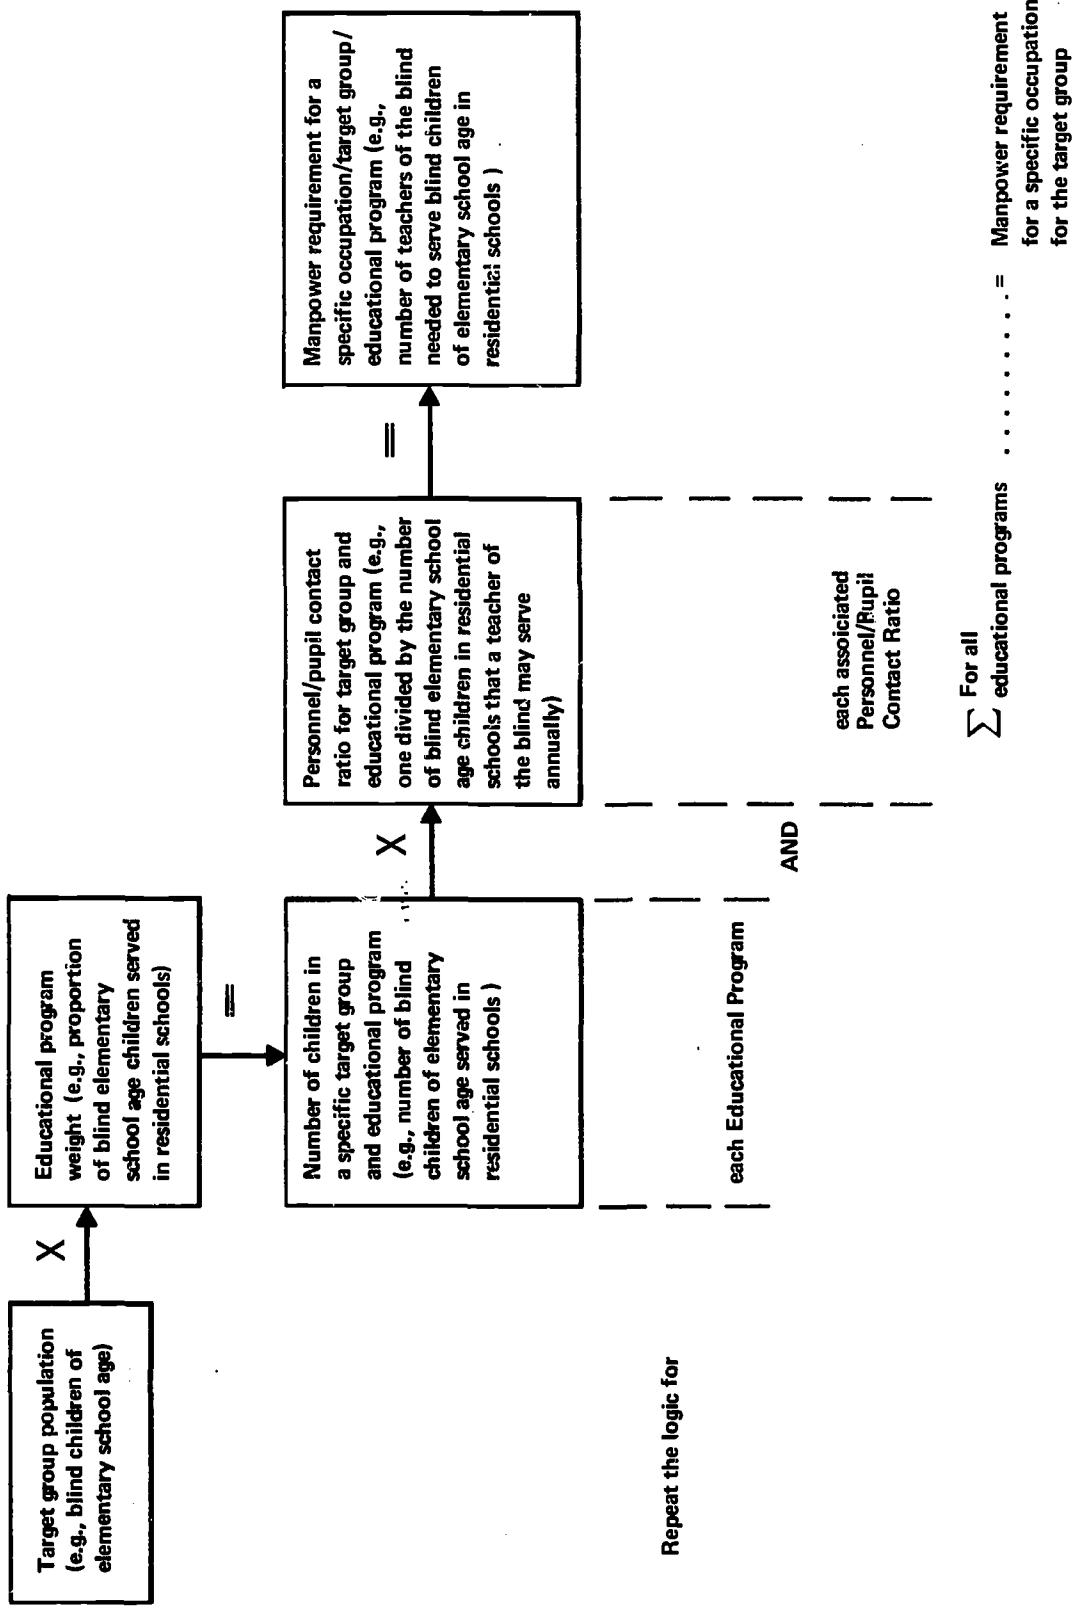 Target group population
(e.g., blind children of
elementary school age)
X
Educational program
weight (e.g., proportion
of blind elementary
school age children served
in residential schools)
=
Number of children in
a specific target group
and educational program
(e.g., number of blind
children of elementary
school age served in
residential schools )
X
Personnel/pupil contact
ratio for target group and
educational program (e.g.,
one divided by the number
of blind elementary school
age children in residential
schools that a teacher of
the blind may serve
annually)
=
Manpower requirement for a
specific occupation/target group/
educational program (e.g.,
number of teachers of the blind
needed to serve blind children
of elementary school age in
residential schools )
Repeat the logic for
each Educational Program
AND
each assoiciated
Personnel/Pupil
Contact Ratio
∑ For all
educational programs . . . . . . . . . = Manpower requirement
for a specific occupation
for the target group